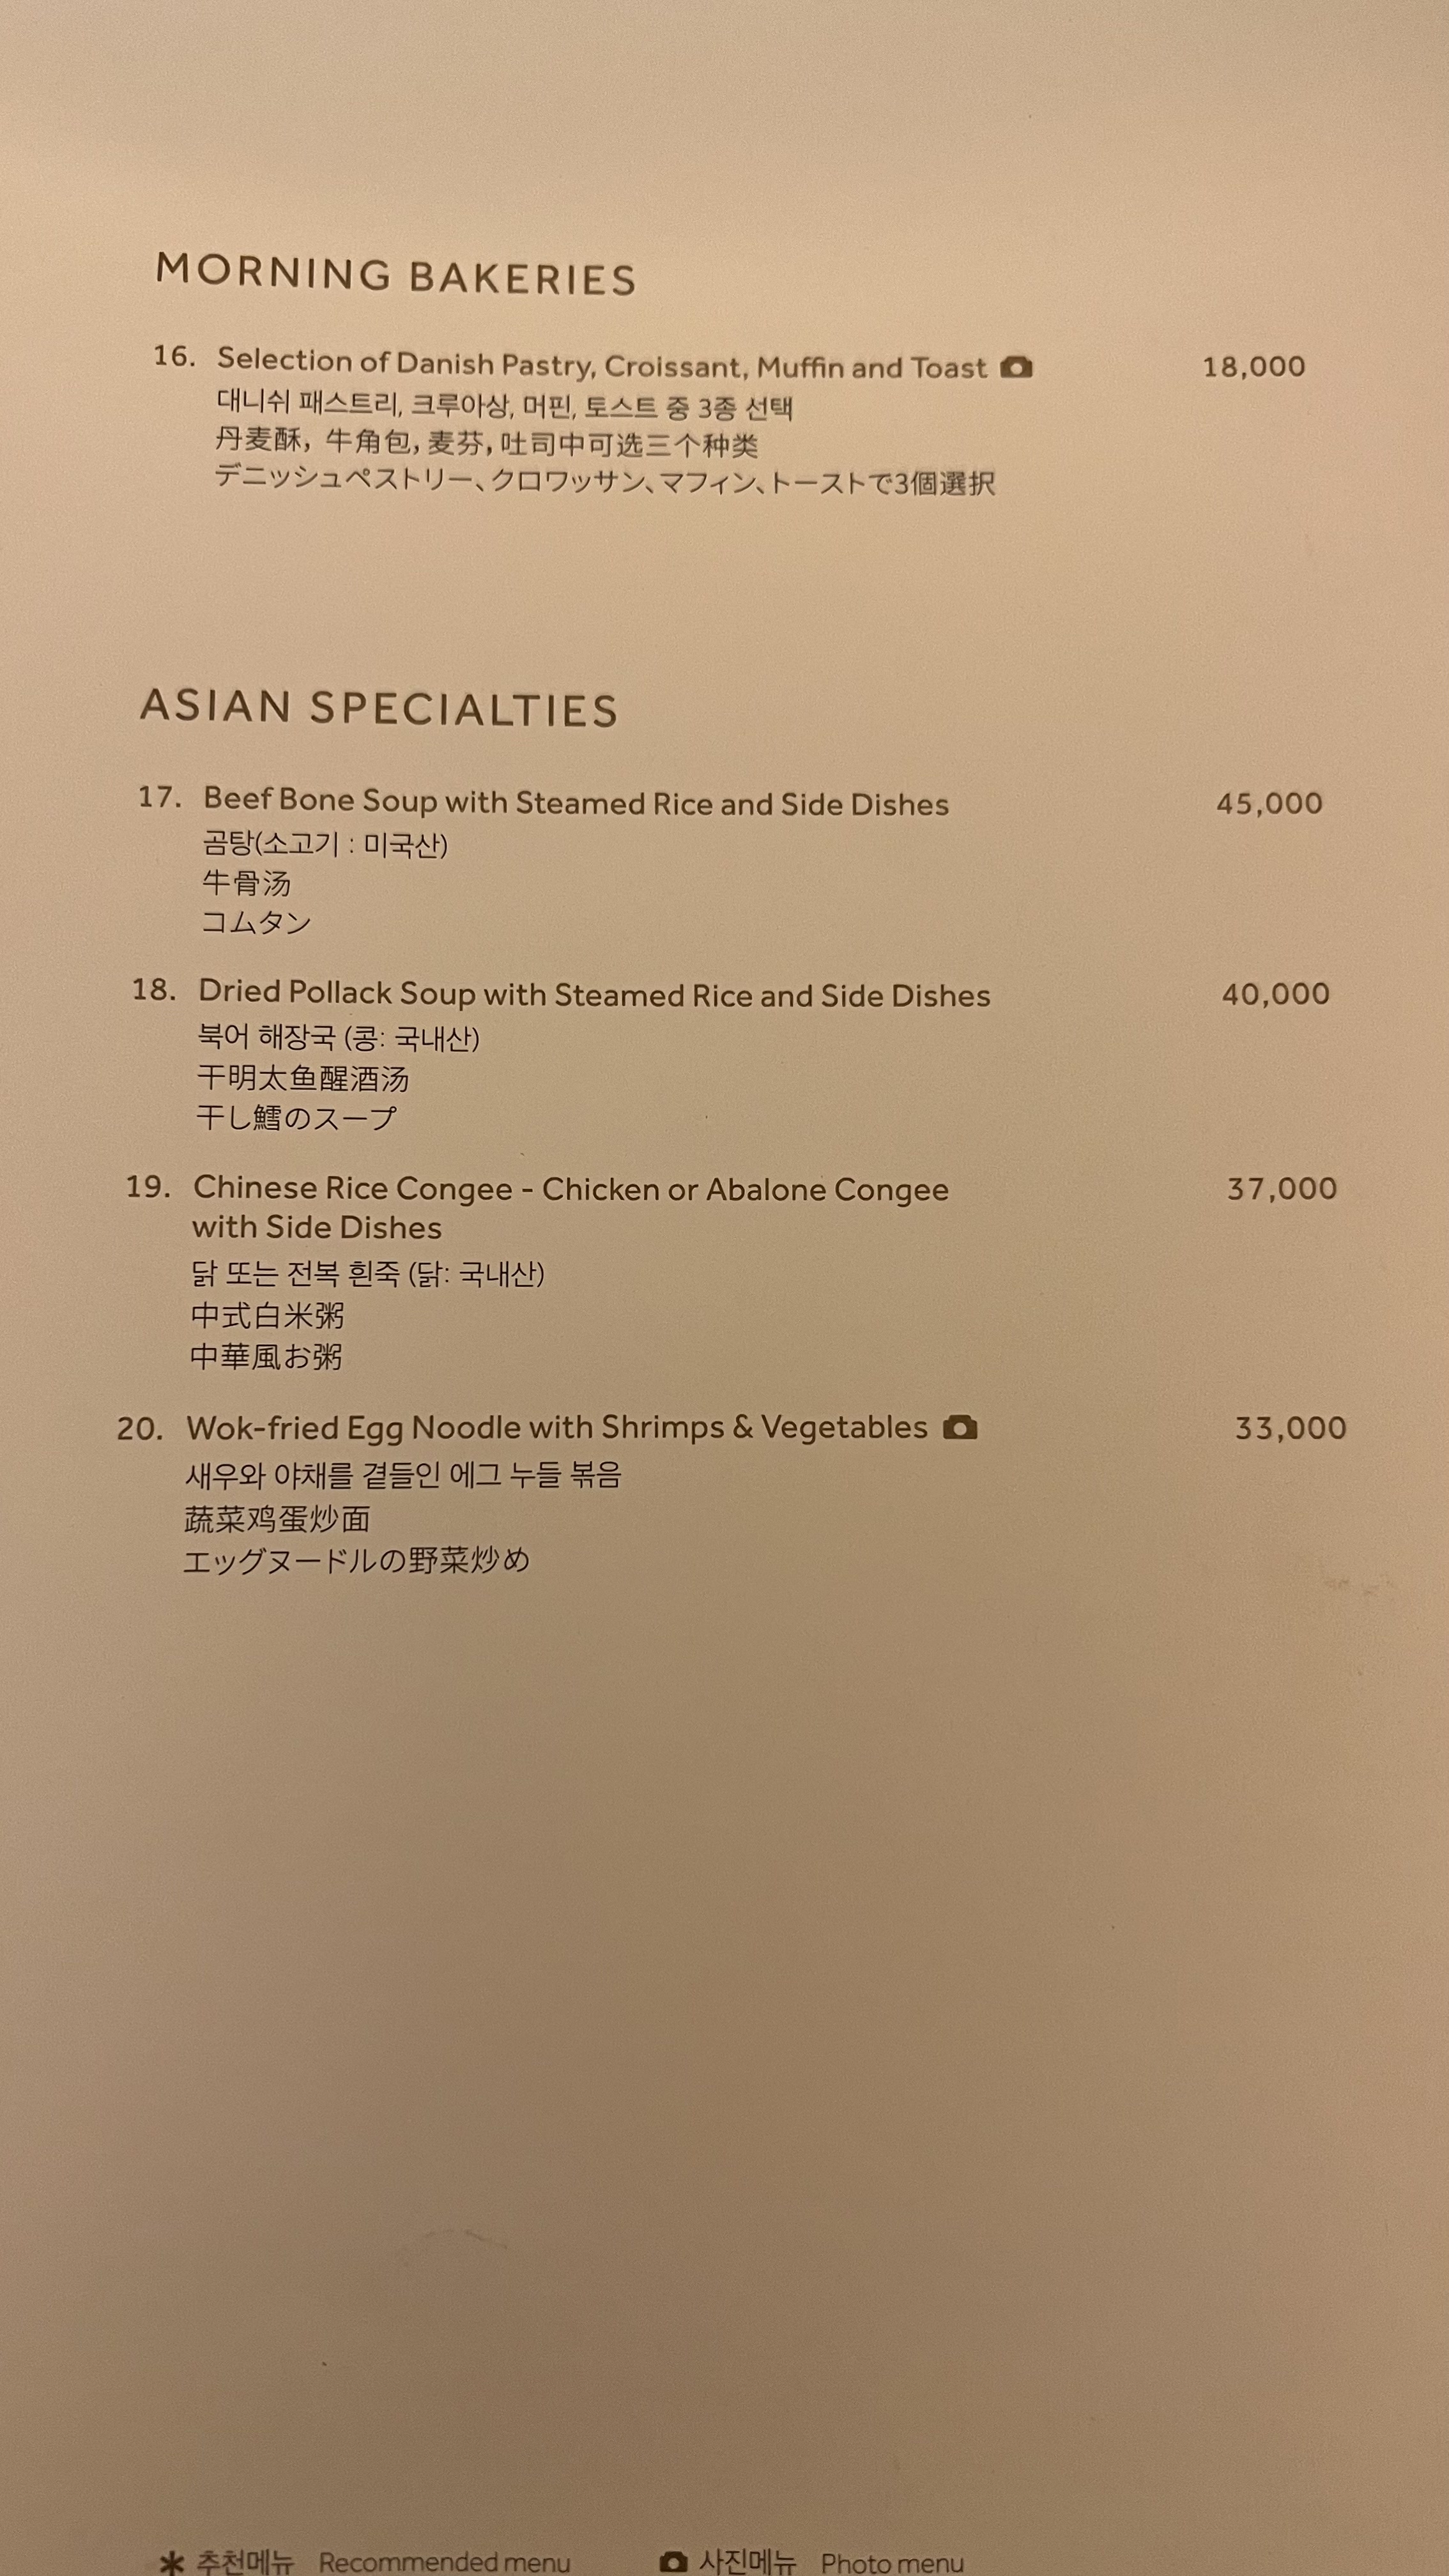 MORNING BAKERIES
16. Selection of Danish Pastry, Croissant, Muffin and Toast 18,000
대니쉬 패스트리, 크루아상, 머핀, 토스트 중 3종 선택
丹麦酥, 牛角包, 麦芬, 吐司中可选三个种类
デニッシュペストリー、クロワッサン、マフィン、トーストで3個選択
ASIAN SPECIALTIES
17. Beef Bone Soup with Steamed Rice and Side Dishes 45,000
곰탕(소고기 : 미국산)
牛骨汤
コムタン
18. Dried Pollack Soup with Steamed Rice and Side Dishes 40,000
북어 해장국 (콩: 국내산)
干明太鱼醒酒汤
干し鱈のスープ
19. Chinese Rice Congee - Chicken or Abalone Congee 37,000
with Side Dishes
닭 또는 전복 흰죽 (닭: 국내산)
中式白米粥
中華風お粥
20. Wok-fried Egg Noodle with Shrimps & Vegetables 33,000
새우와 야채를 곁들인 에그 누들 볶음
蔬菜鸡蛋炒面
エッグヌードルの野菜炒め
* 추천메뉴 Recommended menu 사진메뉴 Photo menu